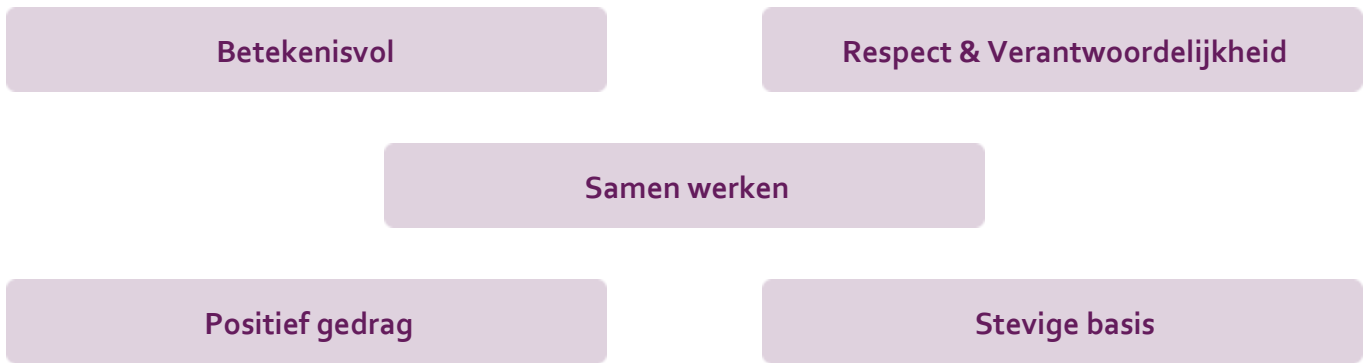 Betekenisvol
Respect & Verantwoordelijkheid
Samen werken
Positief gedrag
Stevige basis